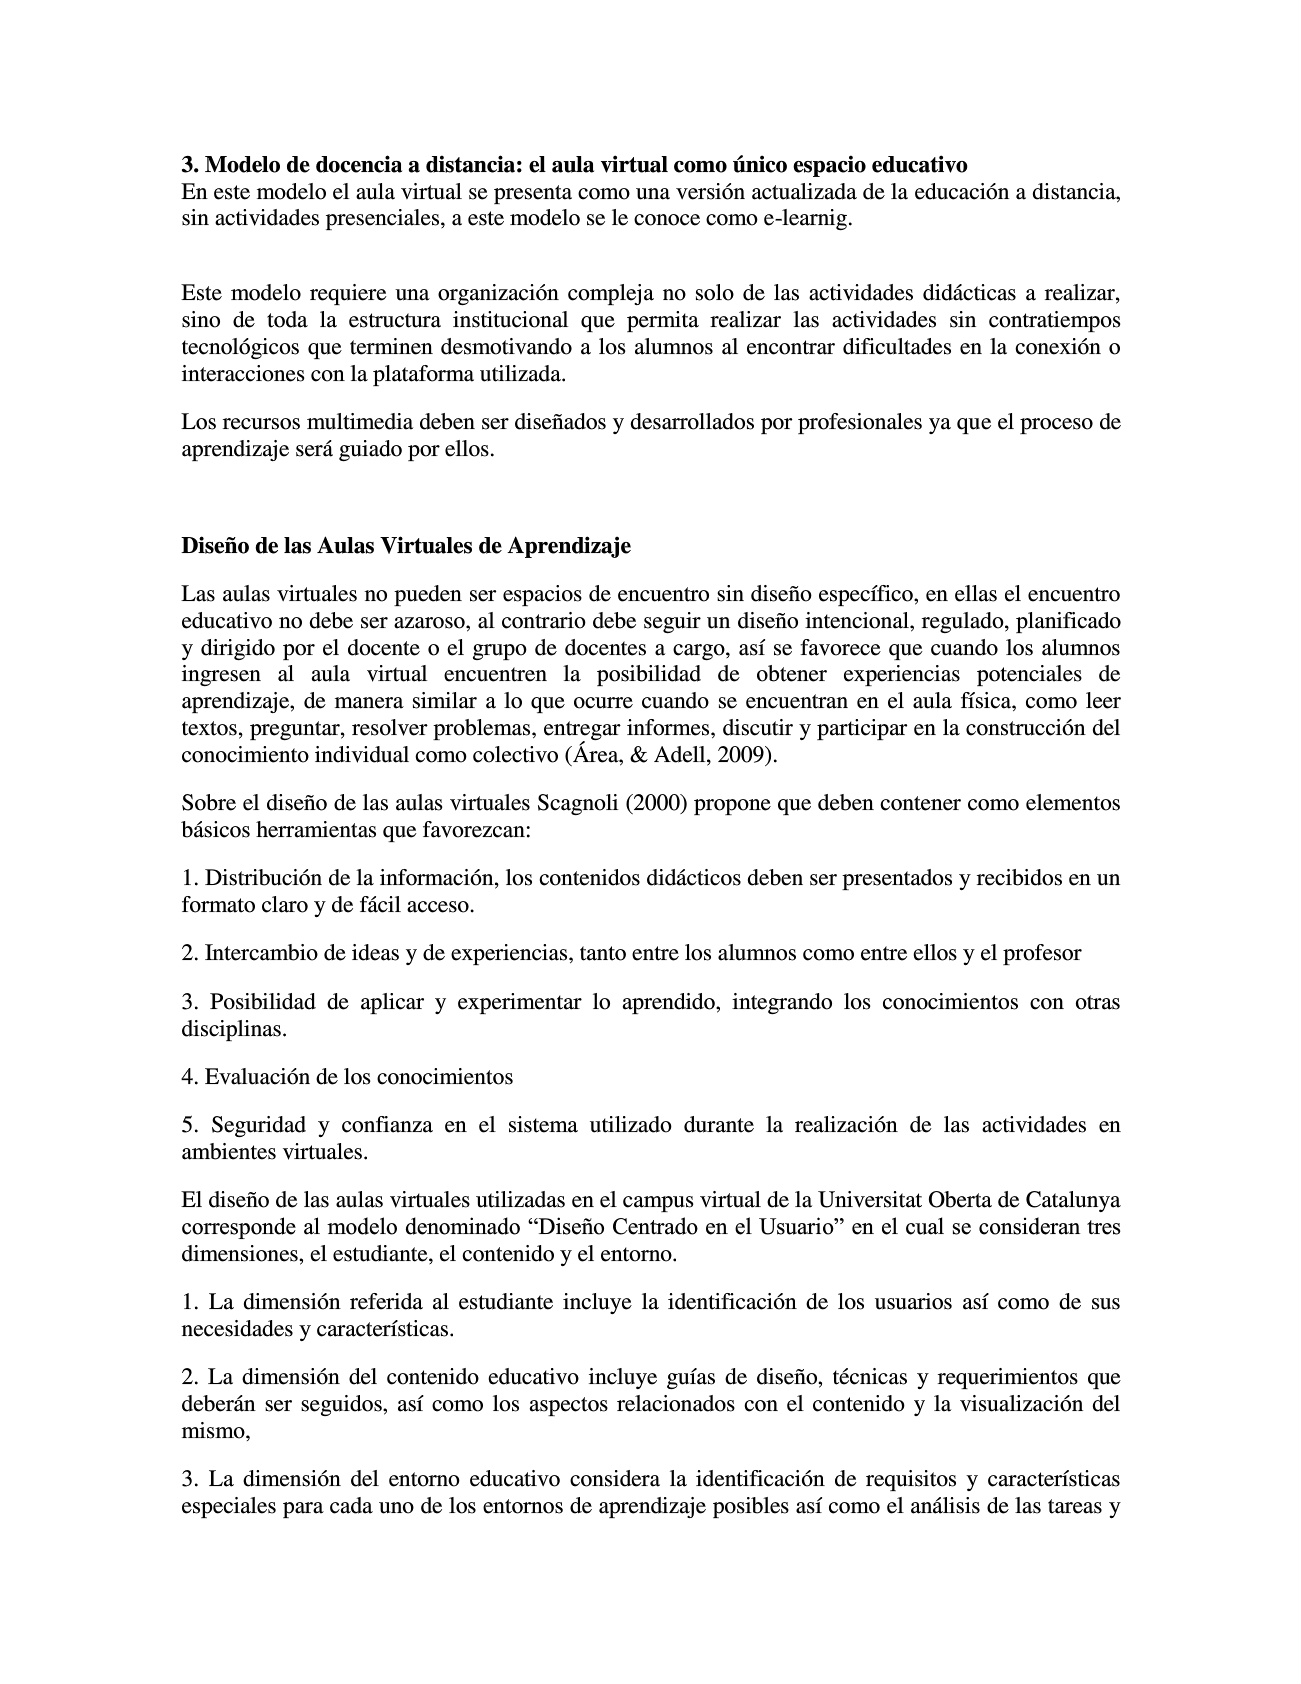 3. Modelo de docencia a distancia: el aula virtual como único espacio educativo
En este modelo el aula virtual se presenta como una versión actualizada de la educación a distancia,
sin actividades presenciales, a este modelo se le conoce como e-learnig.
Este modelo requiere una organización compleja no solo de las actividades didácticas a realizar,
sino de toda la estructura institucional que permita realizar las actividades sin contratiempos
tecnológicos que terminen desmotivando a los alumnos al encontrar dificultades en la conexión o
interacciones con la plataforma utilizada.
Los recursos multimedia deben ser diseñados y desarrollados por profesionales ya que el proceso de
aprendizaje será guiado por ellos.
Diseño de las Aulas Virtuales de Aprendizaje
Las aulas virtuales no pueden ser espacios de encuentro sin diseño específico, en ellas el encuentro
educativo no debe ser azaroso, al contrario debe seguir un diseño intencional, regulado, planificado
y dirigido por el docente o el grupo de docentes a cargo, así se favorece que cuando los alumnos
ingresen al aula virtual encuentren la posibilidad de obtener experiencias potenciales de
aprendizaje, de manera similar a lo que ocurre cuando se encuentran en el aula física, como leer
textos, preguntar, resolver problemas, entregar informes, discutir y participar en la construcción del
conocimiento individual como colectivo (Área, & Adell, 2009).
Sobre el diseño de las aulas virtuales Scagnoli (2000) propone que deben contener como elementos
básicos herramientas que favorezcan:
1. Distribución de la información, los contenidos didácticos deben ser presentados y recibidos en un
formato claro y de fácil acceso.
2. Intercambio de ideas y de experiencias, tanto entre los alumnos como entre ellos y el profesor
3. Posibilidad de aplicar y experimentar lo aprendido, integrando los conocimientos con otras
disciplinas.
4. Evaluación de los conocimientos
5. Seguridad y confianza en el sistema utilizado durante la realización de las actividades en
ambientes virtuales.
El diseño de las aulas virtuales utilizadas en el campus virtual de la Universitat Oberta de Catalunya
corresponde al modelo denominado “Diseño Centrado en el Usuario” en el cual se consideran tres
dimensiones, el estudiante, el contenido y el entorno.
1. La dimensión referida al estudiante incluye la identificación de los usuarios así como de sus
necesidades y características.
2. La dimensión del contenido educativo incluye guías de diseño, técnicas y requerimientos que
deberán ser seguidos, así como los aspectos relacionados con el contenido y la visualización del
mismo,
3. La dimensión del entorno educativo considera la identificación de requisitos y características
especiales para cada uno de los entornos de aprendizaje posibles así como el análisis de las tareas y